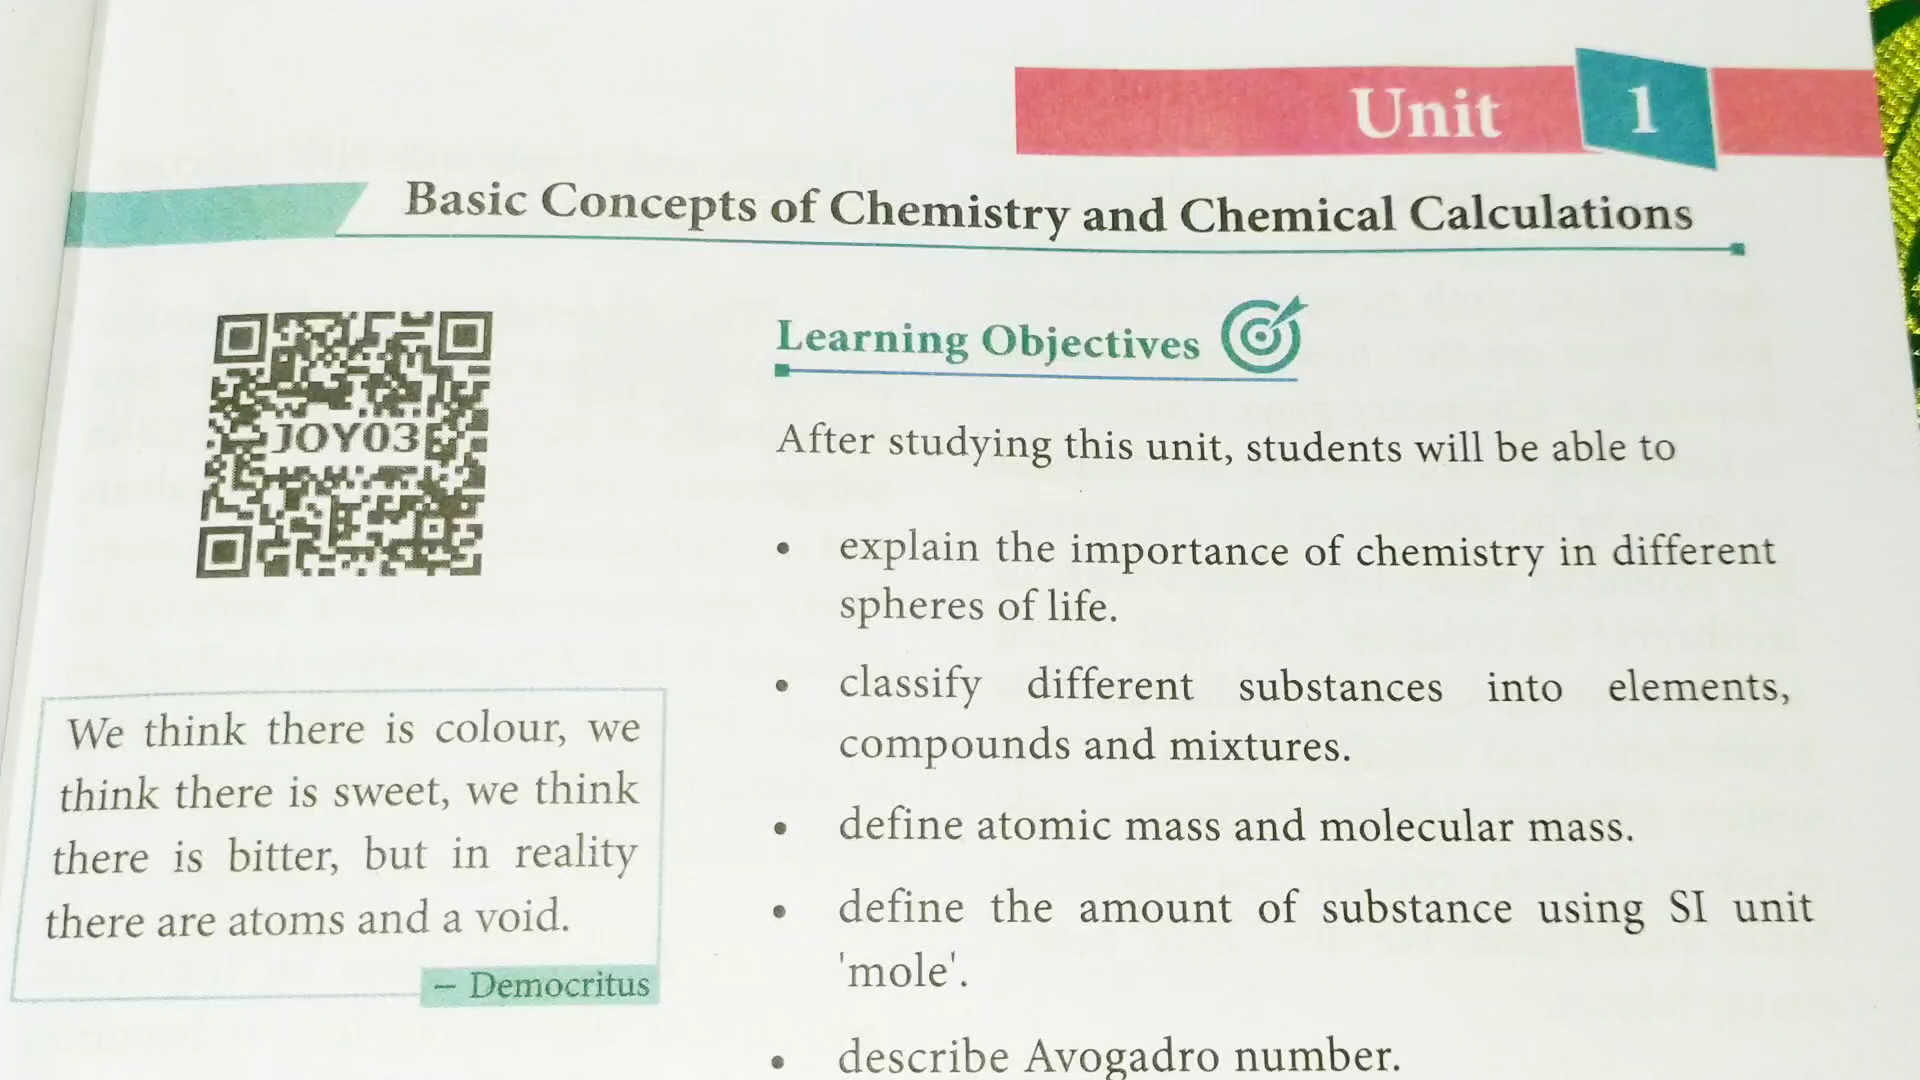 Unit 1
Basic Concepts of Chemistry and Chemical Calculations
JOY03
We think there is colour, we
think there is sweet, we think
there is bitter, but in reality
there are atoms and a void.
– Democritus
Learning Objectives
After studying this unit, students will be able to
• explain the importance of chemistry in different
spheres of life.
• classify different substances into elements,
compounds and mixtures.
• define atomic mass and molecular mass.
• define the amount of substance using SI unit
'mole'.
• describe Avogadro number.